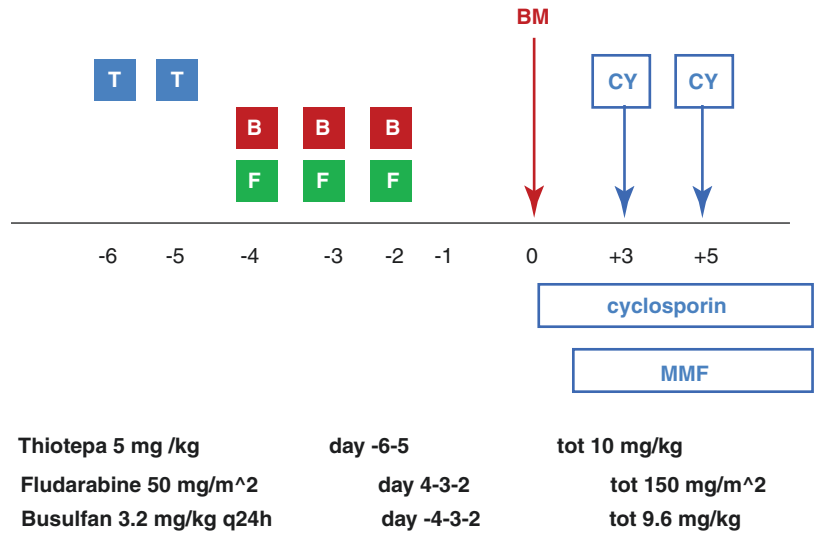 BM
T T CY CY
B B B
F F F
-6 -5 -4 -3 -2 -1 0 +3 +5
cyclosporin
MMF
Thiotepa 5 mg /kg day -6-5 tot 10 mg/kg
Fludarabine 50 mg/m^2 day 4-3-2 tot 150 mg/m^2
Busulfan 3.2 mg/kg q24h day -4-3-2 tot 9.6 mg/kg